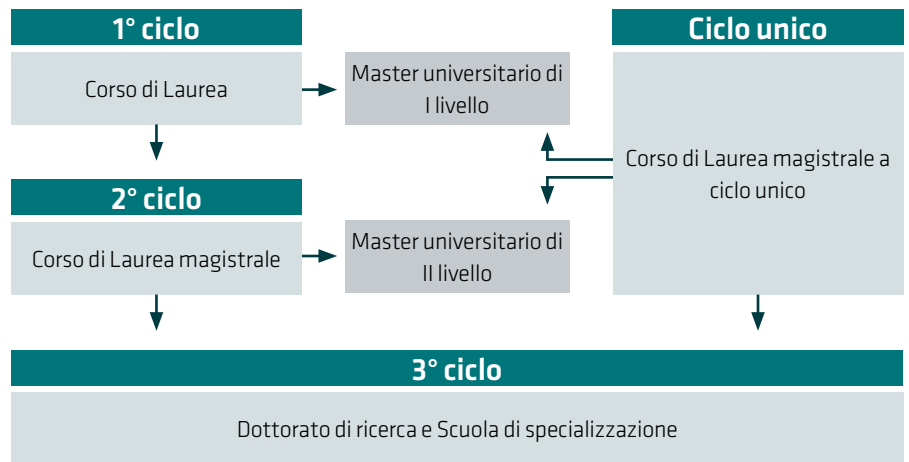 1° ciclo
Corso di Laurea
Master universitario di
I livello
Ciclo unico
Corso di Laurea magistrale a
ciclo unico
2° ciclo
Corso di Laurea magistrale
Master universitario di
II livello
3° ciclo
Dottorato di ricerca e Scuola di specializzazione